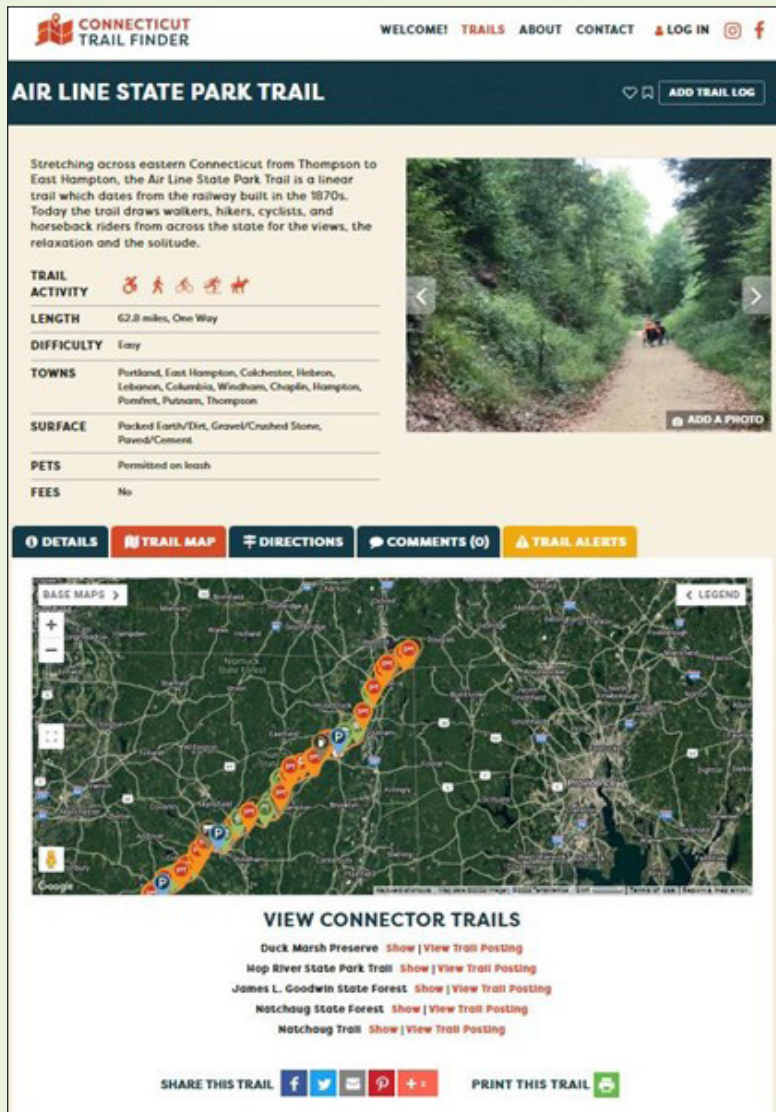 CONNECTICUT
TRAIL FINDER
WELCOME! TRAILS ABOUT CONTACT LOG IN
AIR LINE STATE PARK TRAIL
ADD TRAIL LOG
Stretching across eastern Connecticut from Thompson to
East Hampton, the Air Line State Park Trail is a linear
trail which dates from the railway built in the 1870s.
Today the trail draws walkers, hikers, cyclists, and
horseback riders from across the state for the views, the
relaxation and the solitude.
TRAIL
ACTIVITY
LENGTH 62.8 miles, One Way
DIFFICULTY Easy
TOWNS Portland, East Hampton, Colchester, Hebron,
Lebanon, Columbia, Windham, Chaplin, Hampton,
Pomfret, Putnam, Thompson
SURFACE Packed Earth/Dirt, Gravel/Crushed Stone,
Paved/Cement
PETS Permitted on leash
FEES No
ADD A PHOTO
DETAILS TRAIL MAP DIRECTIONS COMMENTS (0) TRAIL ALERTS
BASE MAPS LEGEND
Google
Terms of Use
VIEW CONNECTOR TRAILS
Duck Marsh Preserve Show | View Trail Posting
Hop River State Park Trail Show | View Trail Posting
James L. Goodwin State Forest Show | View Trail Posting
Natchaug State Forest Show | View Trail Posting
Natchaug Trail Show | View Trail Posting
SHARE THIS TRAIL PRINT THIS TRAIL